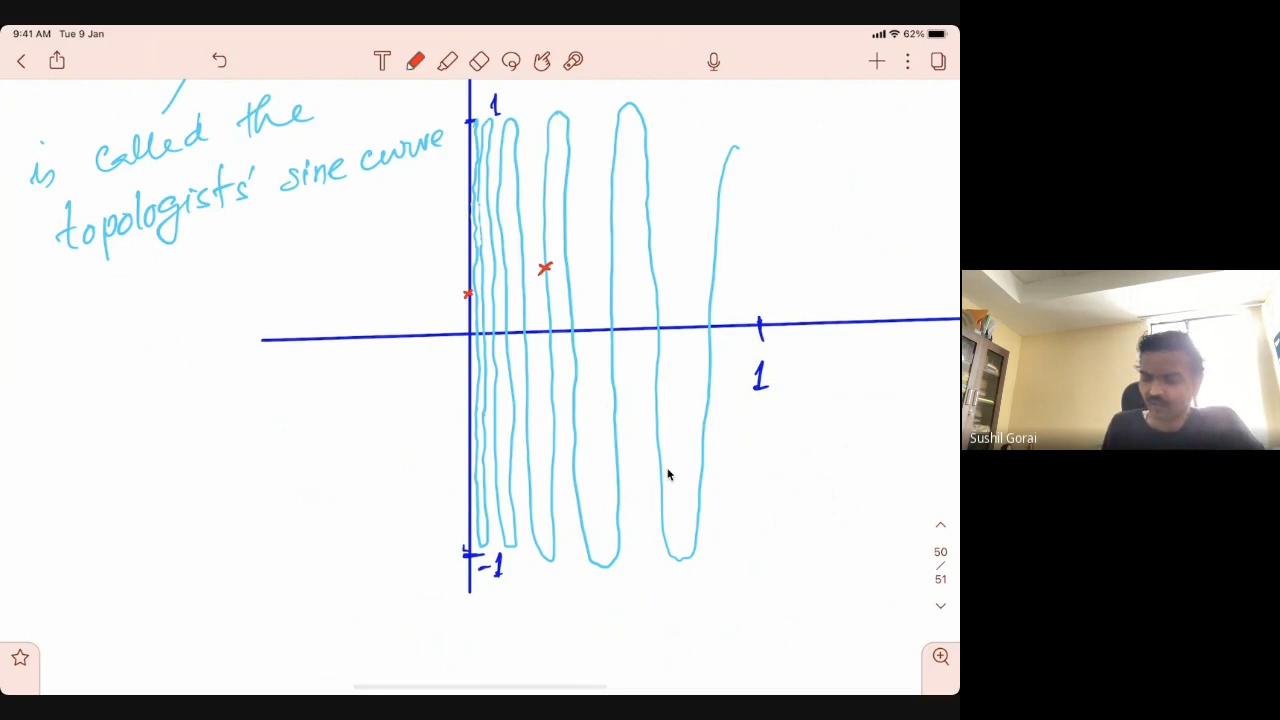 9:41 AM Tue 9 Jan
62%
T
is called the
topologists' sine curve
1
1
-1
50
/
51
Sushil Gorai